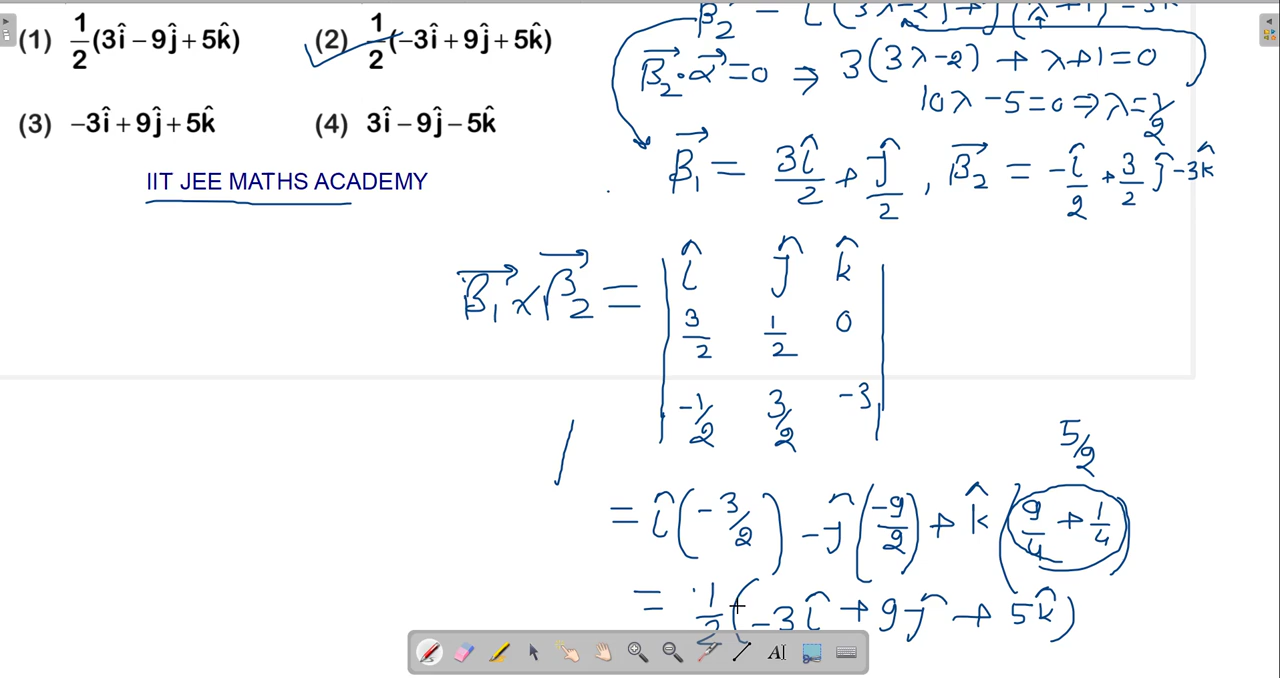 (1) 1/2(3î − 9ĵ + 5k̂) (2) 1/2(−3î + 9ĵ + 5k̂)
(3) −3î + 9ĵ + 5k̂ (4) 3î − 9ĵ − 5k̂
IIT JEE MATHS ACADEMY
β₂·α = 0 ⇒ 3(3λ−2) + λ+1 = 0
10λ − 5 = 0 ⇒ λ = 1/2
β₁ = 3î/2 + ĵ/2 , β₂ = −î/2 + 3/2 ĵ − 3k̂
β₁ × β₂ = | î ĵ k̂ |
3/2 1/2 0
−1/2 3/2 −3
5/2
= î(−3/2) − ĵ(−9/2) + k̂(9/4 + 1/4)
= 1/2(−3î + 9ĵ + 5k̂)
AI